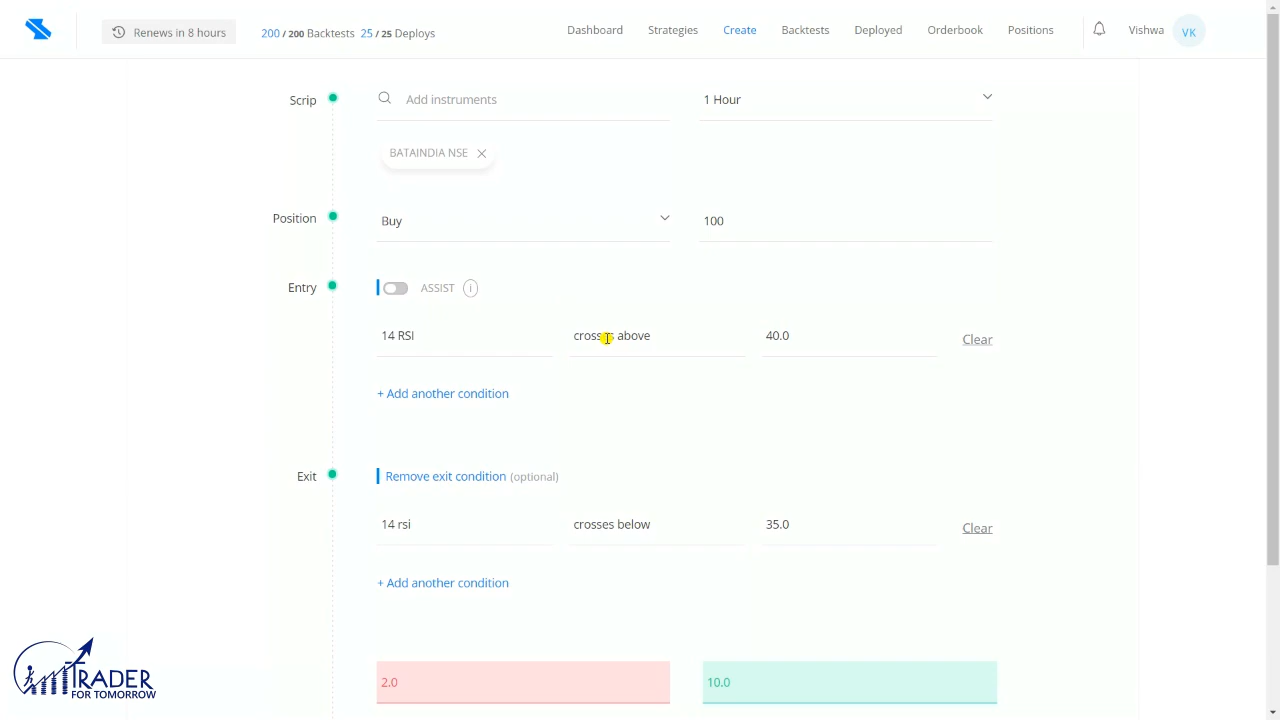 Renews in 8 hours
200 / 200 Backtests 25 / 25 Deploys
Dashboard Strategies Create Backtests Deployed Orderbook Positions Vishwa VK
Scrip Add instruments 1 Hour
BATAINDIA NSE
Position Buy 100
Entry ASSIST i
14 RSI crosses above 40.0 Clear
+ Add another condition
Exit Remove exit condition (optional)
14 rsi crosses below 35.0 Clear
+ Add another condition
2.0 10.0
TRADER
FOR TOMORROW